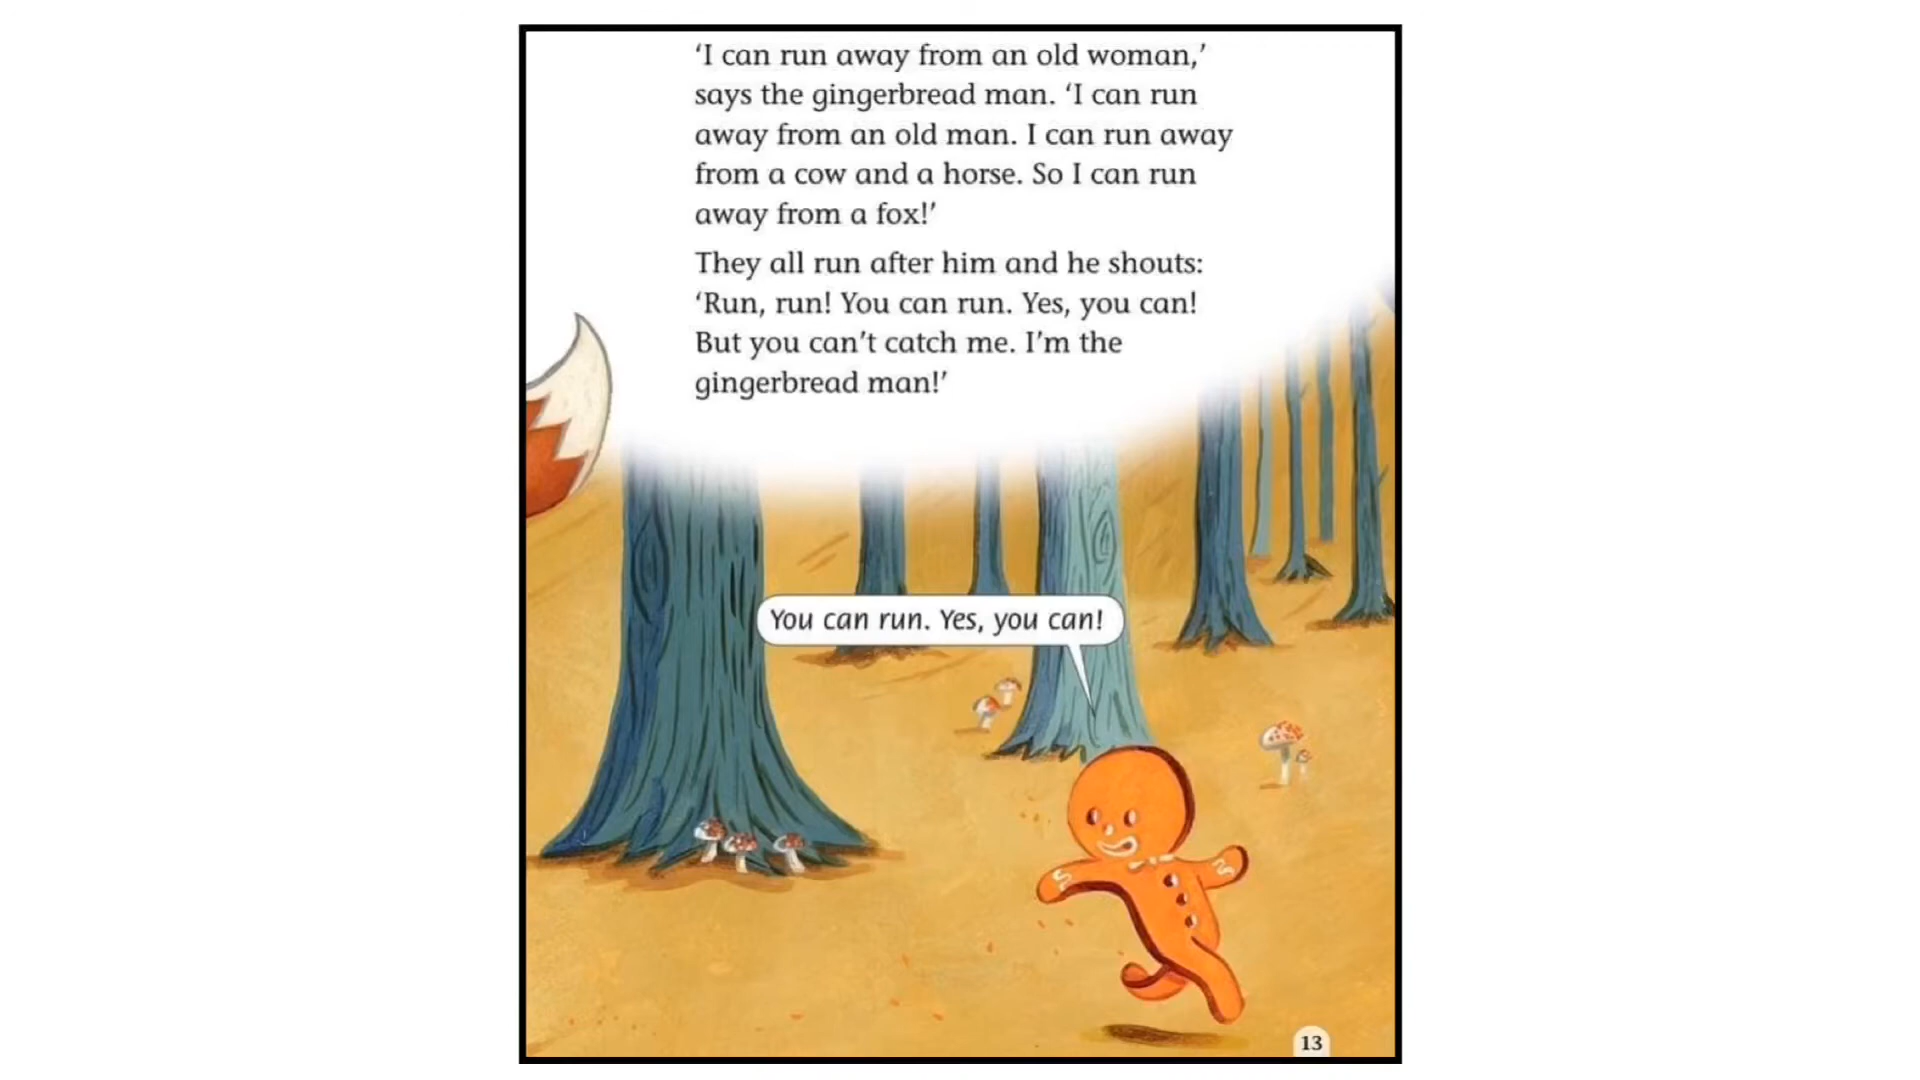 ‘I can run away from an old woman,’
says the gingerbread man. ‘I can run
away from an old man. I can run away
from a cow and a horse. So I can run
away from a fox!’
They all run after him and he shouts:
‘Run, run! You can run. Yes, you can!
But you can’t catch me. I’m the
gingerbread man!’
You can run. Yes, you can!
13